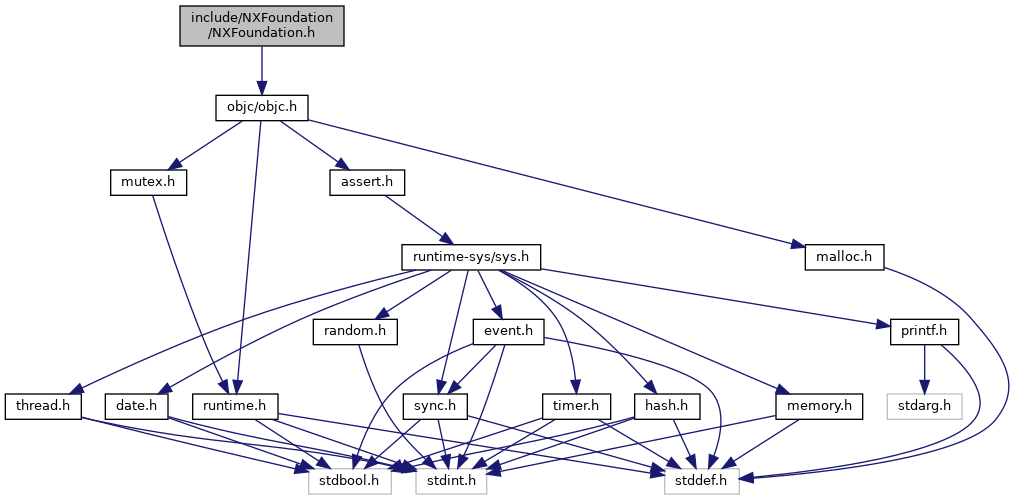 include/NXFoundation
/NXFoundation.h
objc/objc.h
mutex.h
assert.h
runtime-sys/sys.h
malloc.h
random.h
event.h
printf.h
thread.h
date.h
runtime.h
sync.h
timer.h
hash.h
memory.h
stdarg.h
stdbool.h
stdint.h
stddef.h